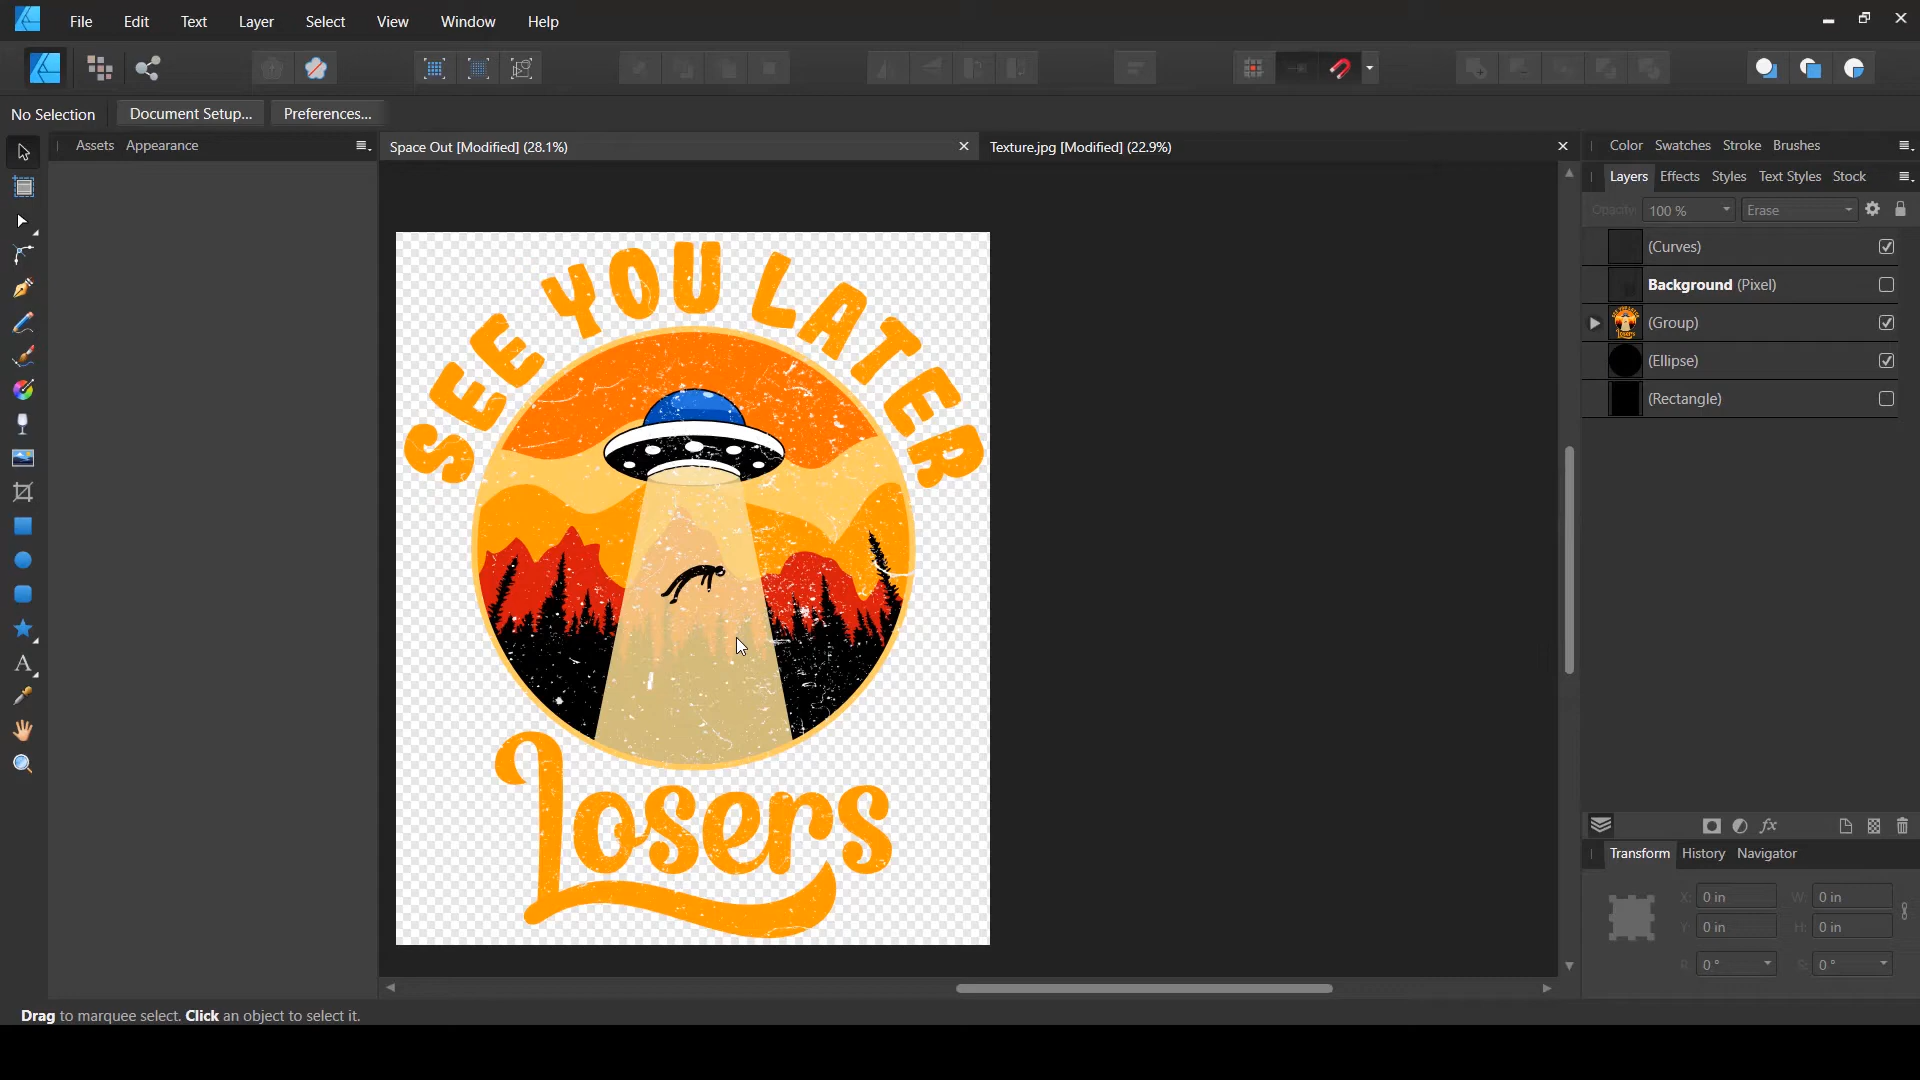 File Edit Text Layer Select View Window Help
No Selection Document Setup... Preferences...
Assets Appearance
Space Out [Modified] (28.1%)
Texture.jpg [Modified] (22.9%)
Color Swatches Stroke Brushes
Layers Effects Styles Text Styles Stock
Opacity: 100 % Erase
(Curves)
Background (Pixel)
(Group)
(Ellipse)
(Rectangle)
SEE YOU LATER
Losers
Transform History Navigator
X: 0 in W: 0 in
Y: 0 in H: 0 in
R: 0 ° S: 0 °
Drag to marquee select. Click an object to select it.